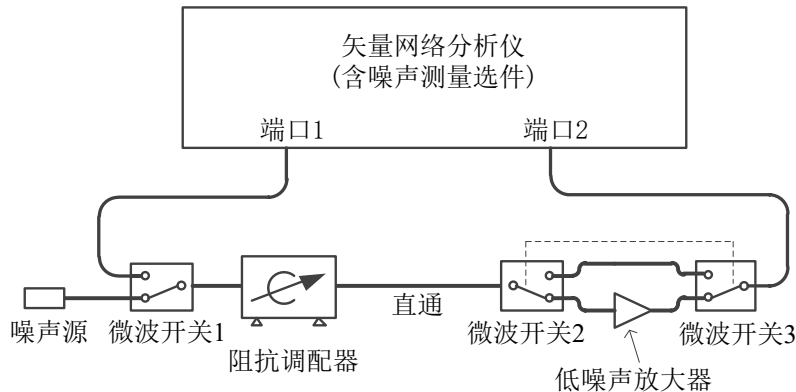 矢量网络分析仪
(含噪声测量选件)
端口1
端口2
噪声源
微波开关1
阻抗调配器
直通
微波开关2
微波开关3
低噪声放大器